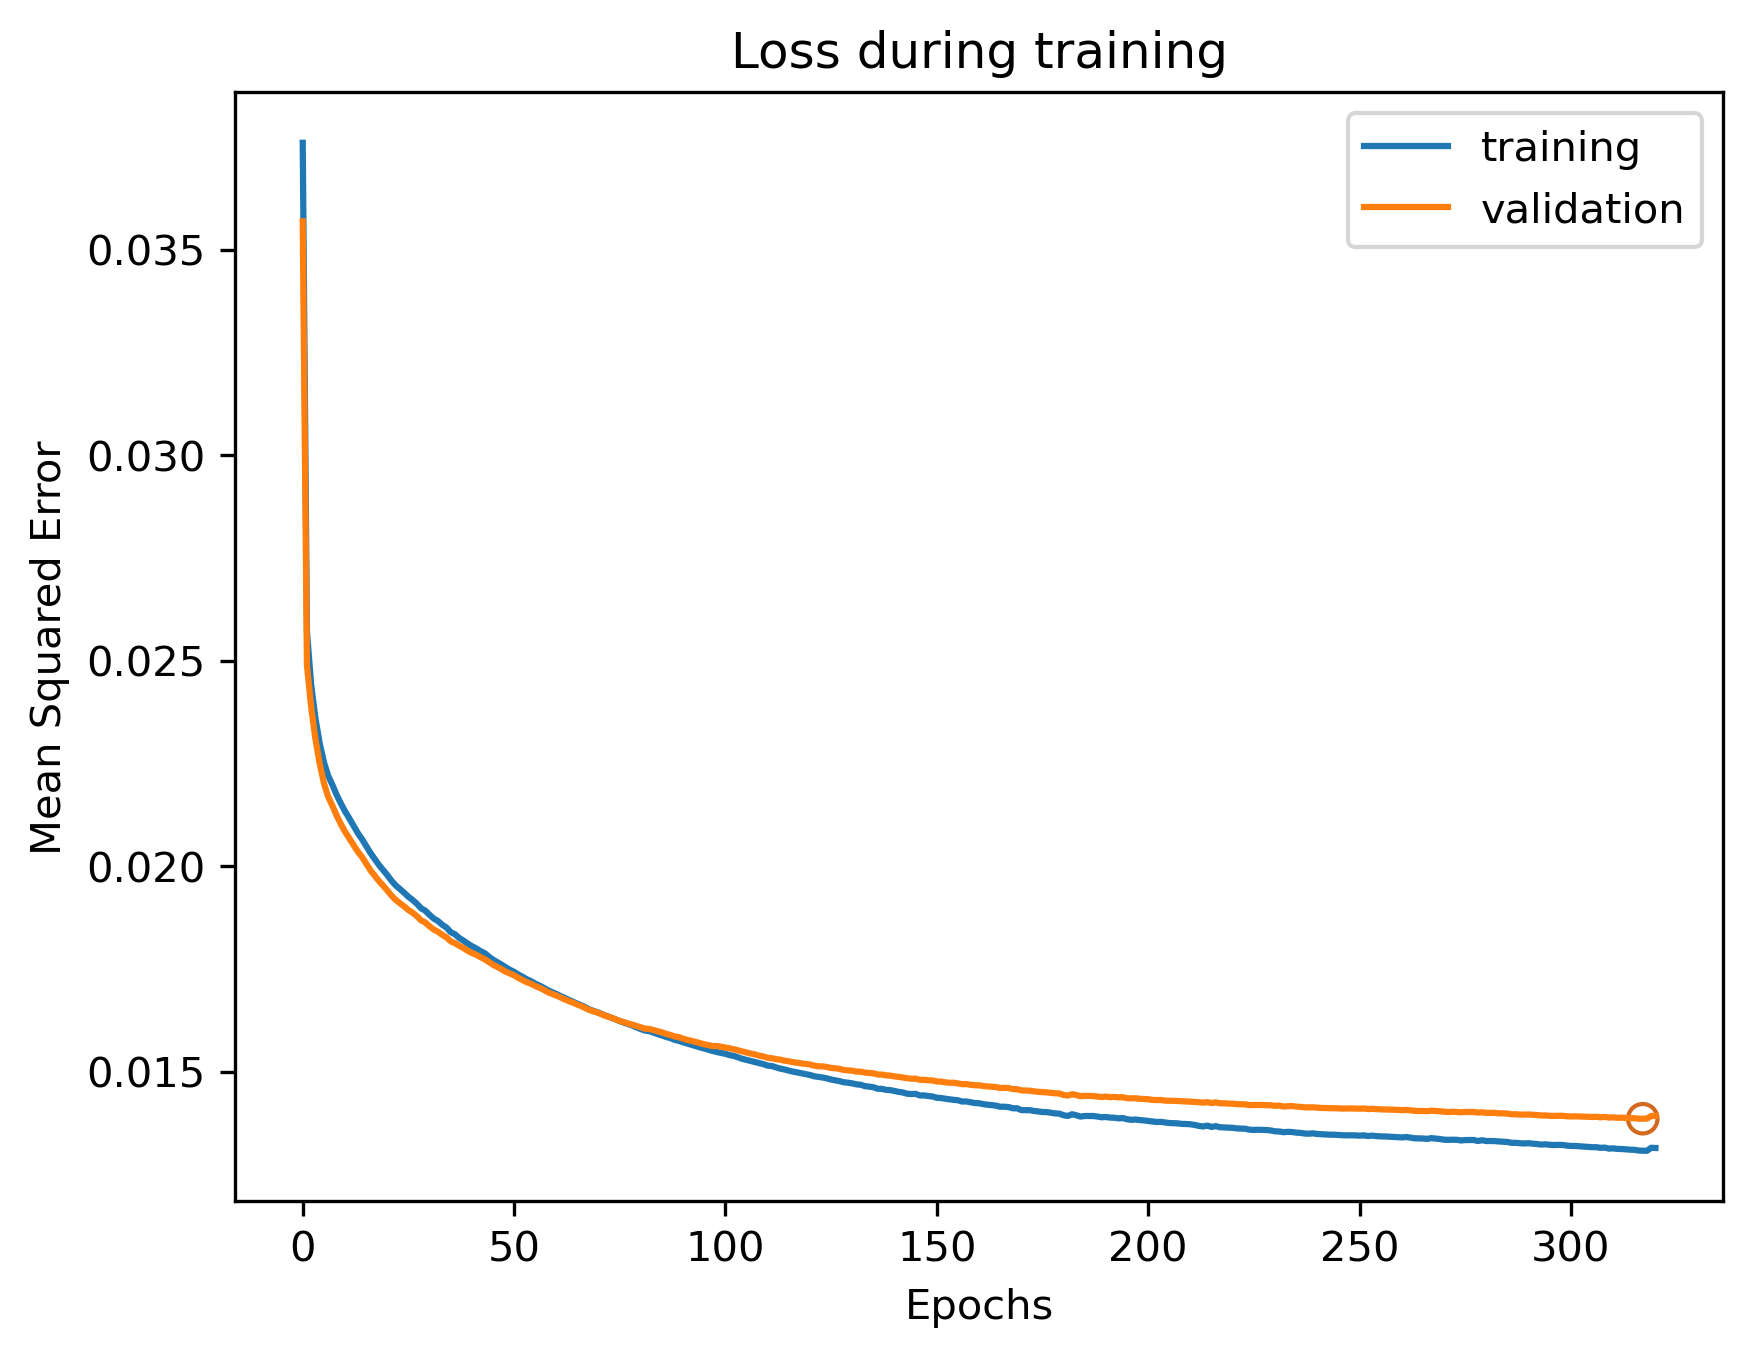 Loss during training
training
validation
Mean Squared Error
0.035
0.030
0.025
0.020
0.015
0 50 100 150 200 250 300
Epochs